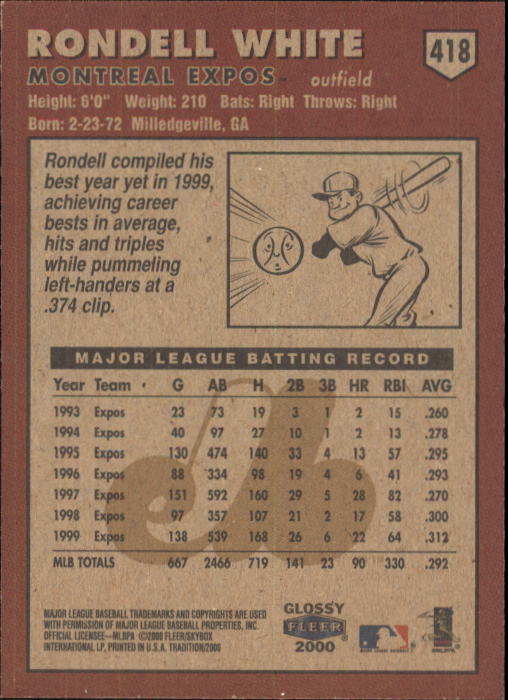 RONDELL WHITE
418
MONTREAL EXPOS™ outfield
Height: 6'0" Weight: 210 Bats: Right Throws: Right
Born: 2-23-72 Milledgeville, GA
Rondell compiled his
best year yet in 1999,
achieving career
bests in average,
hits and triples
while pummeling
left-handers at a
.374 clip.
MAJOR LEAGUE BATTING RECORD
Year Team • G AB H 2B 3B HR RBI AVG
1993 Expos 23 73 19 3 1 2 15 .260
1994 Expos 40 97 27 10 1 2 13 .278
1995 Expos 130 474 140 33 4 13 57 .295
1996 Expos 88 334 98 19 4 6 41 .293
1997 Expos 151 592 160 29 5 28 82 .270
1998 Expos 97 357 107 21 2 17 58 .300
1999 Expos 138 539 168 26 6 22 64 .312
MLB TOTALS 667 2466 719 141 23 90 330 .292
MAJOR LEAGUE BASEBALL TRADEMARKS AND COPYRIGHTS ARE USED
WITH PERMISSION OF MAJOR LEAGUE BASEBALL PROPERTIES, INC.
OFFICIAL LICENSEE—MLBPA ©2000 FLEER/SKYBOX
INTERNATIONAL LP, PRINTED IN U.S.A. TRADITION/2000
GLOSSY
FLEER
2000